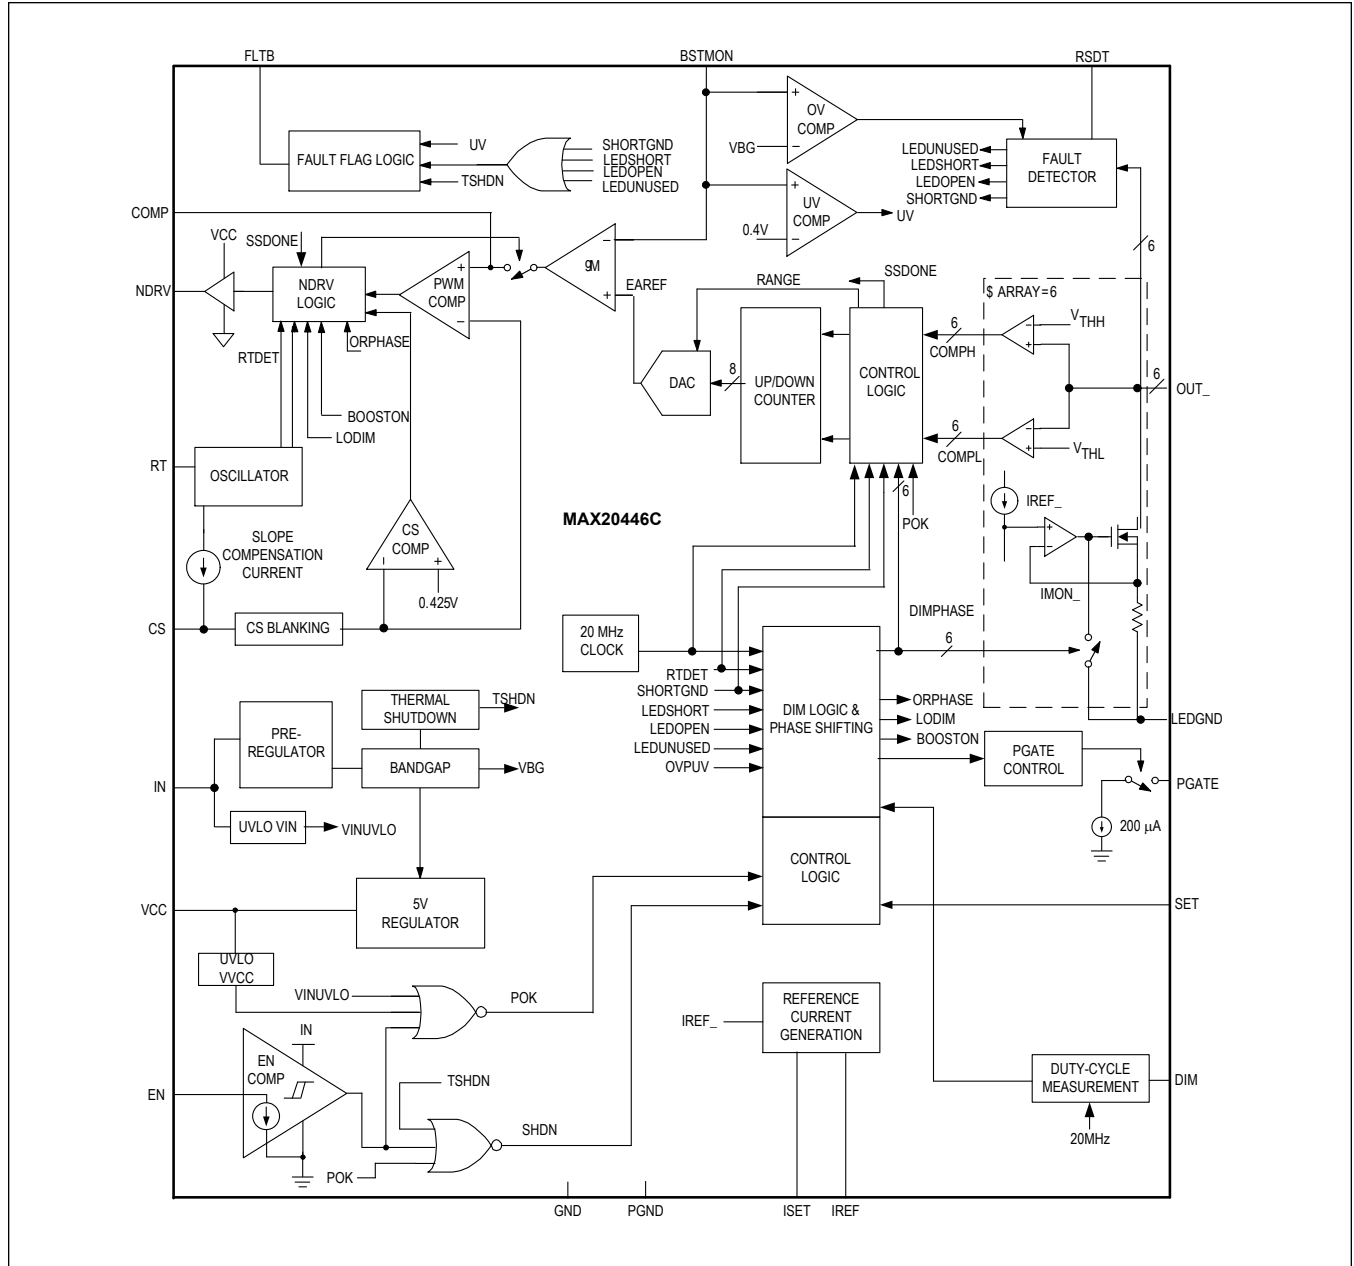 FLTB
BSTMON
RSDT
FAULT FLAG LOGIC
UV
TSHDN
SHORTGND
LEDSHORT
LEDOPEN
LEDUNUSED
+
OV
COMP
VBG
−
LEDUNUSED
LEDSHORT
LEDOPEN
SHORTGND
FAULT
DETECTOR
+
UV
COMP
0.4V
−
UV
6
COMP
VCC
SSDONE
NDRV
NDRV
LOGIC
+
PWM
COMP
−
−
gM
+
EAREF
RTDET
ORPHASE
BOOSTON
LODIM
RANGE
SSDONE
DAC
8
UP/DOWN
COUNTER
CONTROL
LOGIC
6
COMPH
6
COMPL
$ ARRAY=6
−
+
VTHH
6
OUT_
−
+
VTHL
6
POK
RT
OSCILLATOR
SLOPE
COMPENSATION
CURRENT
CS
COMP
−
+
0.425V
MAX20446C
IREF_
+
−
IMON_
CS
CS BLANKING
20 MHz
CLOCK
DIMPHASE
6
RTDET
SHORTGND
LEDSHORT
LEDOPEN
LEDUNUSED
OVPUV
DIM LOGIC &
PHASE SHIFTING
ORPHASE
LODIM
BOOSTON
LEDGND
THERMAL
SHUTDOWN
TSHDN
PRE-
REGULATOR
BANDGAP
VBG
IN
UVLO VIN
VINUVLO
PGATE
CONTROL
PGATE
200 µA
CONTROL
LOGIC
SET
VCC
5V
REGULATOR
UVLO
VVCC
VINUVLO
POK
IN
EN
COMP
EN
TSHDN
SHDN
POK
IREF_
REFERENCE
CURRENT
GENERATION
DUTY-CYCLE
MEASUREMENT
DIM
20MHz
GND
PGND
ISET
IREF